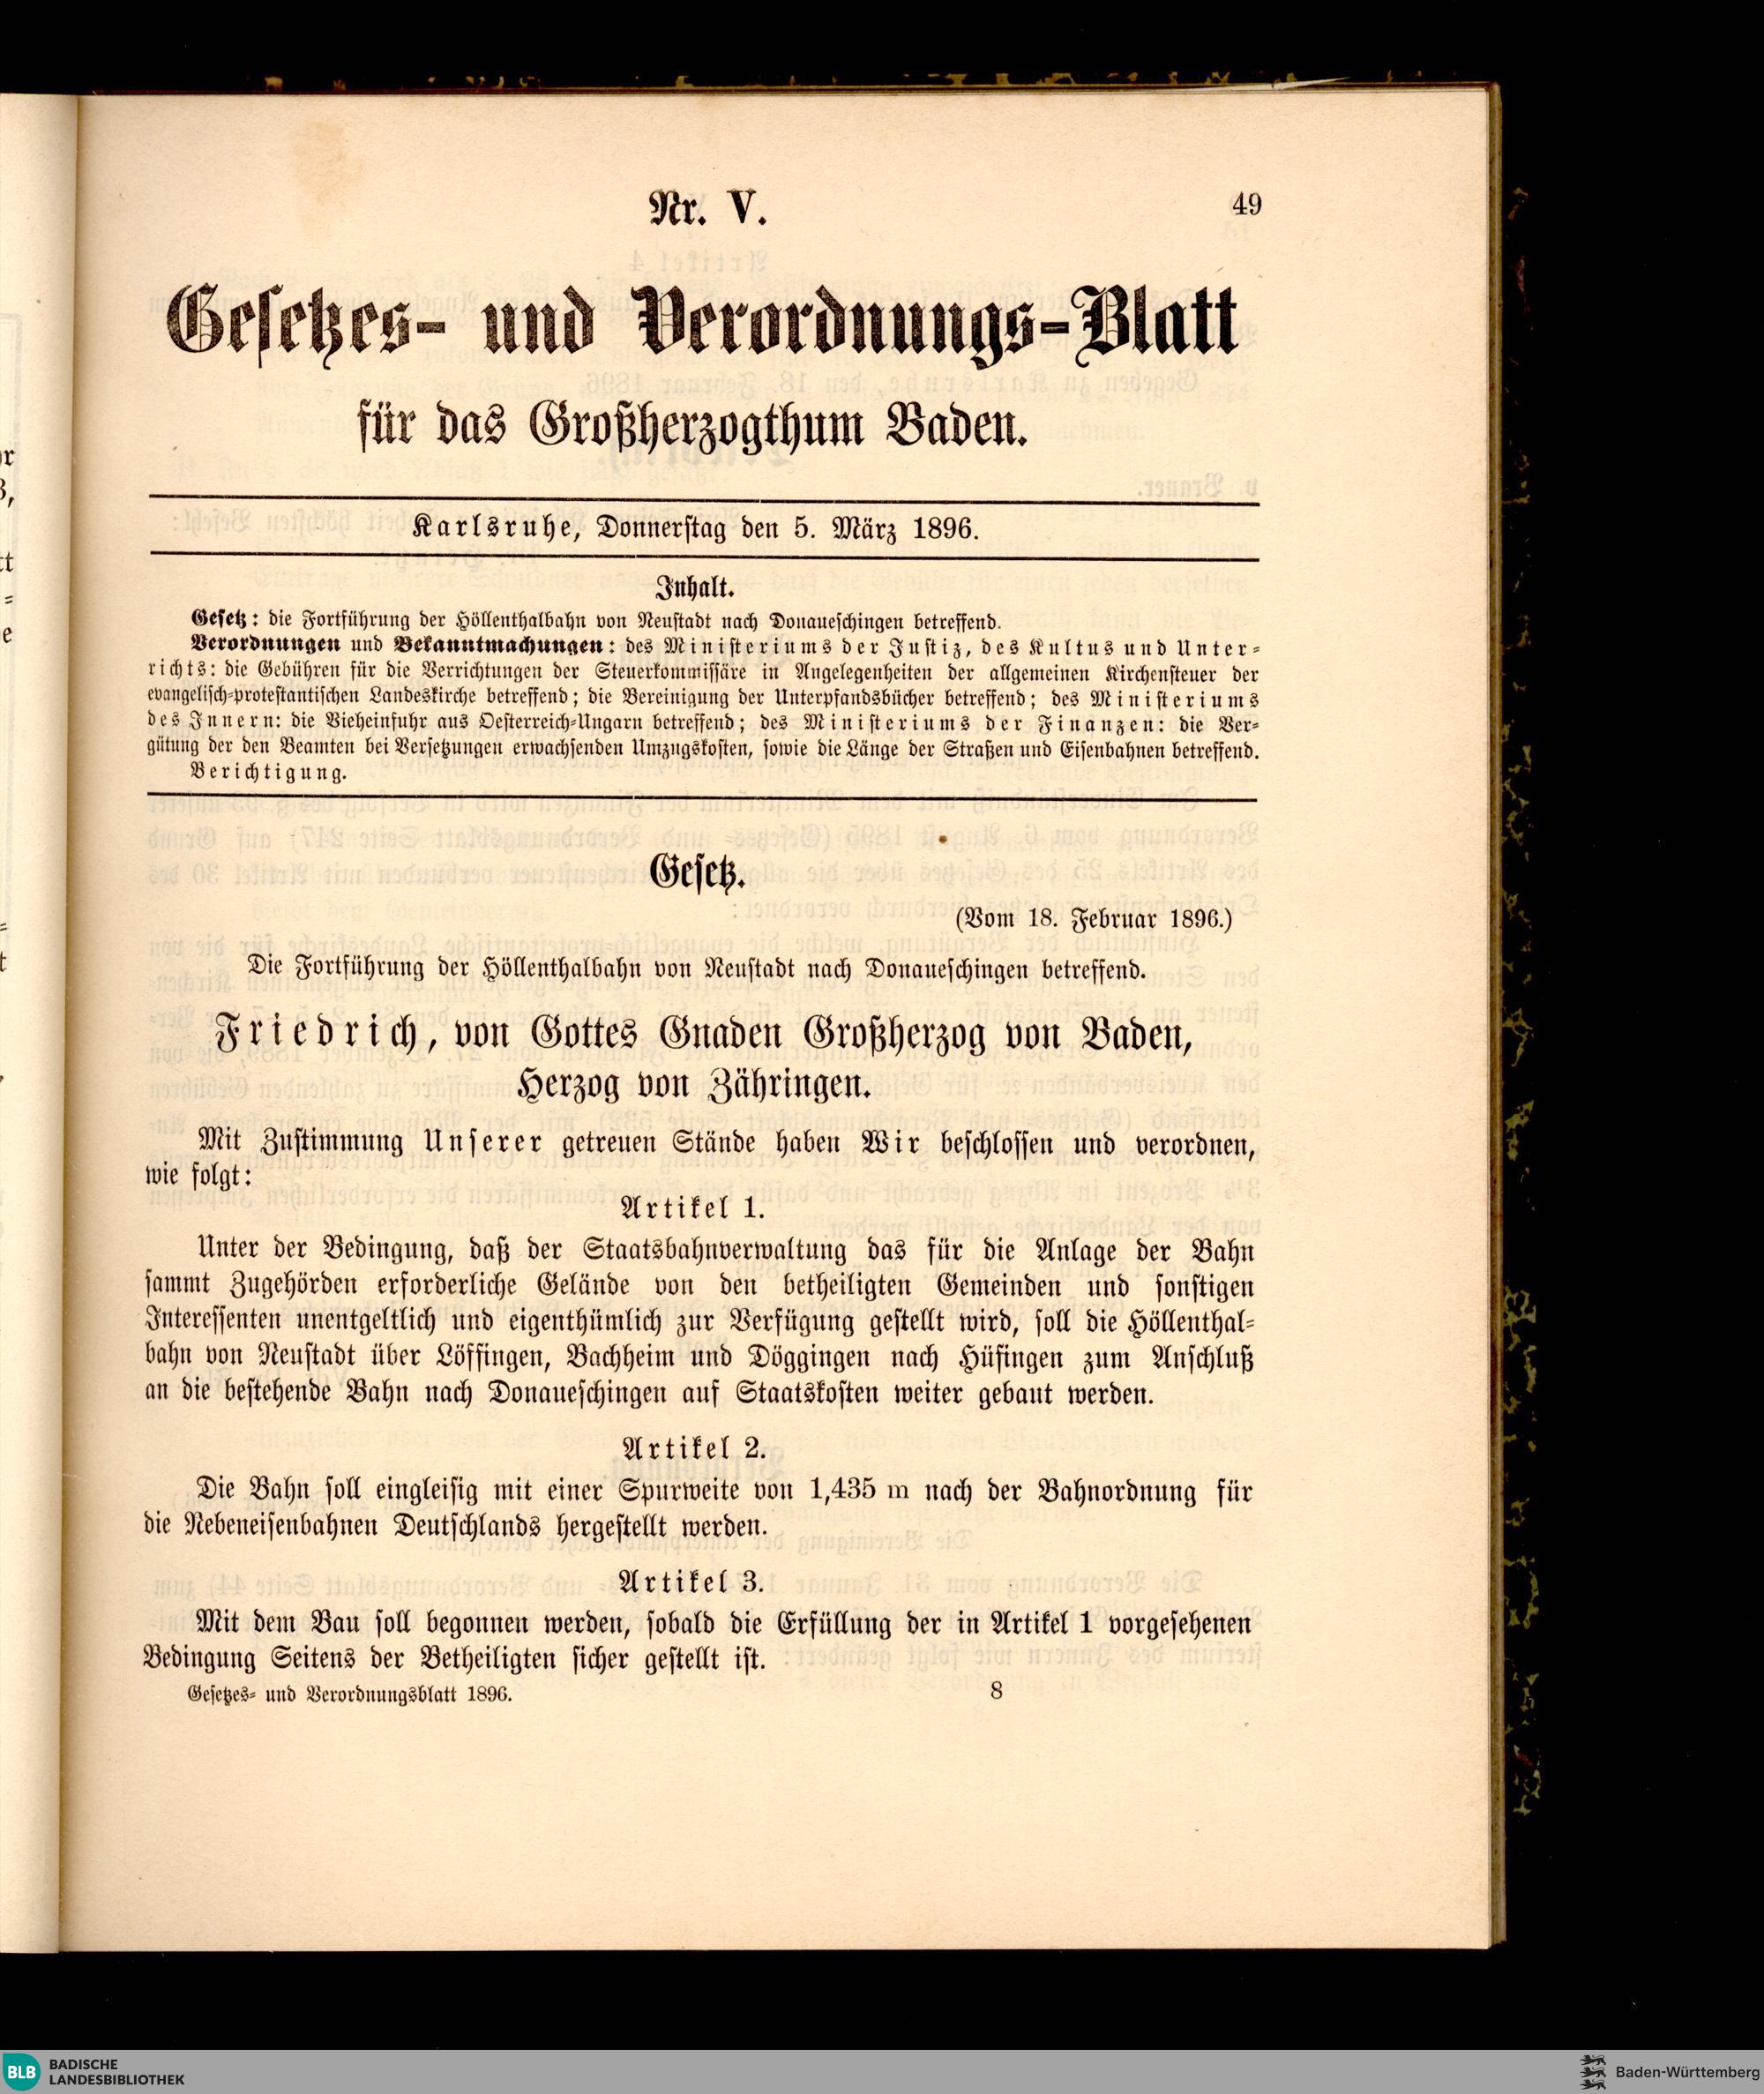 Nr. V.
49
Gesetzes- und Verordnungs-Blatt
für das Großherzogthum Baden.
Karlsruhe, Donnerstag den 5. März 1896.
Inhalt.
Gesetz: die Fortführung der Höllenthalbahn von Neustadt nach Donaueschingen betreffend.
Verordnungen und Bekanntmachungen: des Ministeriums der Justiz, des Kultus und Unter-
richts: die Gebühren für die Verrichtungen der Steuerkommissäre in Angelegenheiten der allgemeinen Kirchensteuer der
evangelisch-protestantischen Landeskirche betreffend; die Vereinigung der Unterpfandsbücher betreffend; des Ministeriums
des Innern: die Vieheinfuhr aus Oesterreich-Ungarn betreffend; des Ministeriums der Finanzen: die Ver-
gütung der den Beamten bei Versetzungen erwachsenden Umzugskosten, sowie die Länge der Straßen und Eisenbahnen betreffend.
Berichtigung.
Gesetz.
(Vom 18. Februar 1896.)
Die Fortführung der Höllenthalbahn von Neustadt nach Donaueschingen betreffend.
Friedrich, von Gottes Gnaden Großherzog von Baden,
Herzog von Zähringen.
Mit Zustimmung Unserer getreuen Stände haben Wir beschlossen und verordnen,
wie folgt:
Artikel 1.
Unter der Bedingung, daß der Staatsbahnverwaltung das für die Anlage der Bahn
sammt Zugehörden erforderliche Gelände von den betheiligten Gemeinden und sonstigen
Interessenten unentgeltlich und eigenthümlich zur Verfügung gestellt wird, soll die Höllenthal-
bahn von Neustadt über Löffingen, Bachheim und Döggingen nach Hüfingen zum Anschluß
an die bestehende Bahn nach Donaueschingen auf Staatskosten weiter gebaut werden.
Artikel 2.
Die Bahn soll eingleisig mit einer Spurweite von 1,435 m nach der Bahnordnung für
die Nebeneisenbahnen Deutschlands hergestellt werden.
Artikel 3.
Mit dem Bau soll begonnen werden, sobald die Erfüllung der in Artikel 1 vorgesehenen
Bedingung Seitens der Betheiligten sicher gestellt ist.
Gesetzes- und Verordnungsblatt 1896.
8
BLB
BADISCHE
LANDESBIBLIOTHEK
Baden-Württemberg